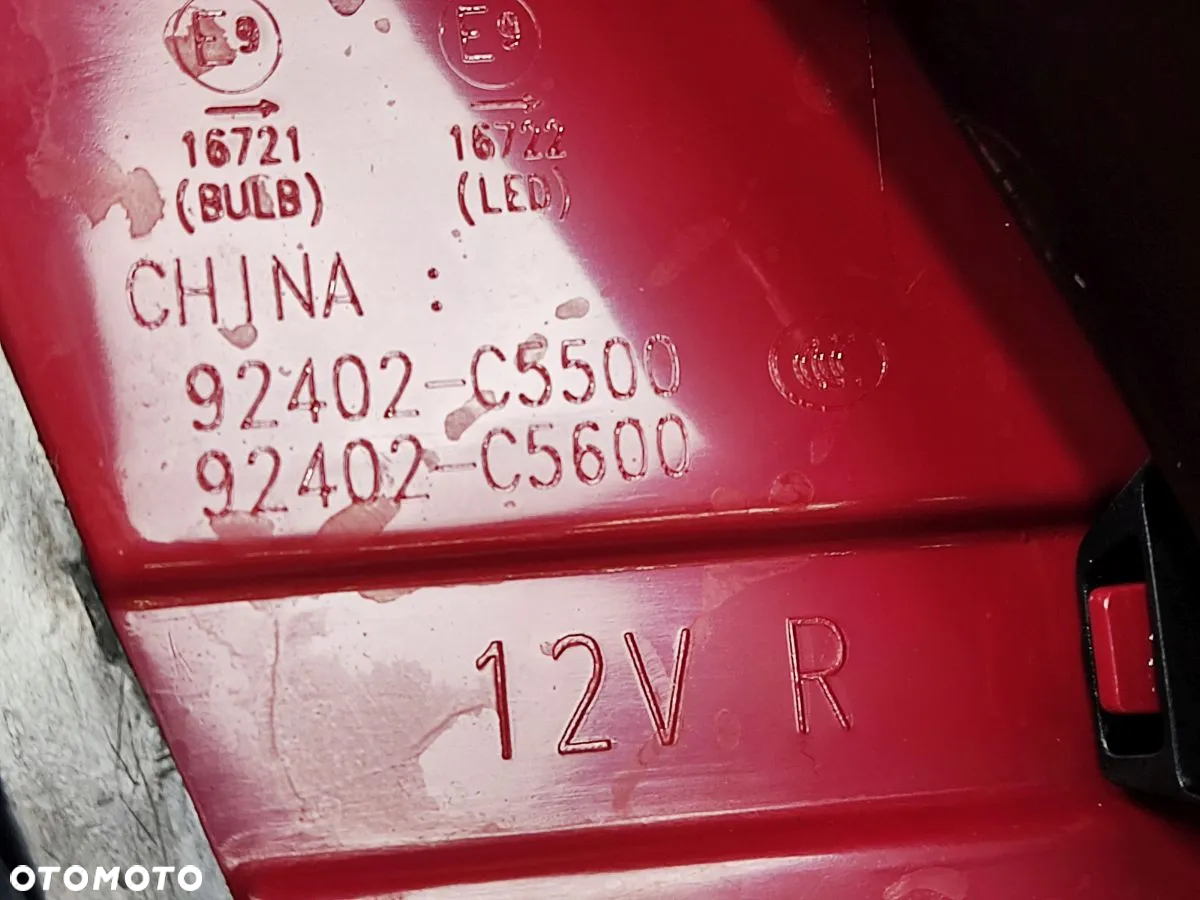 E9 E9
16721 16722
(BULB) (LED)
CHINA :
92402-C5500
92402-C5600
12V R
OTOMOTO